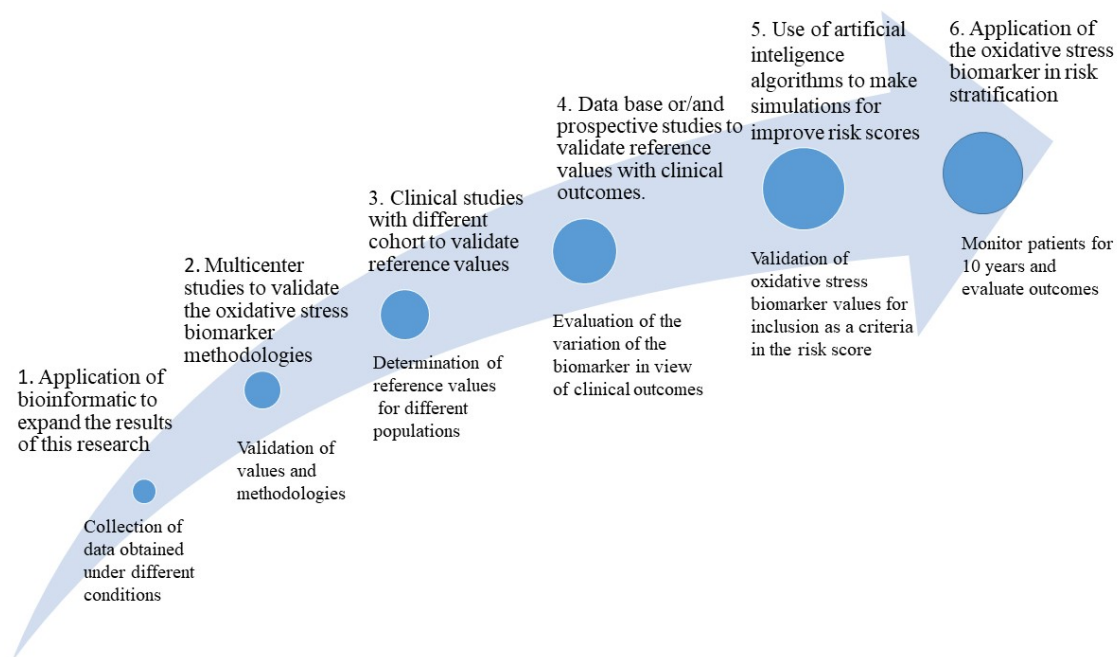 1. Application of
bioinformatic to
expand the results
of this research
Collection of
data obtained
under different
conditions
2. Multicenter
studies to validate
the oxidative stress
biomarker
methodologies
Validation of
values and
methodologies
3. Clinical studies
with different
cohort to validate
reference values
Determination of
reference values
for different
populations
4. Data base or/and
prospective studies to
validate reference
values with clinical
outcomes.
Evaluation of the
variation of the
biomarker in view
of clinical outcomes
5. Use of artificial
inteligence
algorithms to make
simulations for
improve risk scores
Validation of
oxidative stress
biomarker values for
inclusion as a criteria
in the risk score
6. Application of
the oxidative stress
biomarker in risk
stratification
Monitor patients for
10 years and
evaluate outcomes